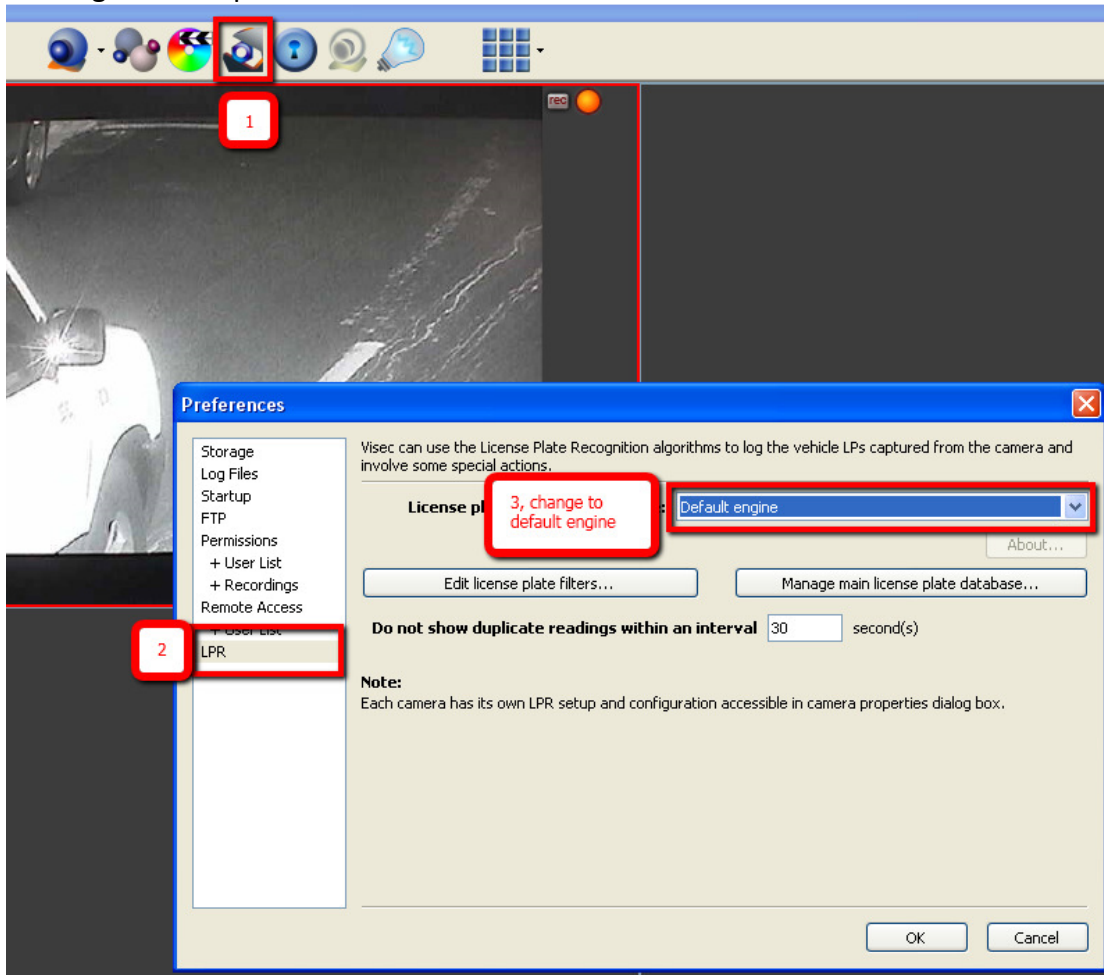 rec
1
Preferences
Storage
Log Files
Startup
FTP
Permissions
+ User List
+ Recordings
Remote Access
+ User List
LPR
2
Visec can use the License Plate Recognition algorithms to log the vehicle LPs captured from the camera and
involve some special actions.
License pl
:
3, change to
default engine
Default engine
About...
Edit license plate filters...
Manage main license plate database...
Do not show duplicate readings within an interval 30 second(s)
Note:
Each camera has its own LPR setup and configuration accessible in camera properties dialog box.
OK
Cancel